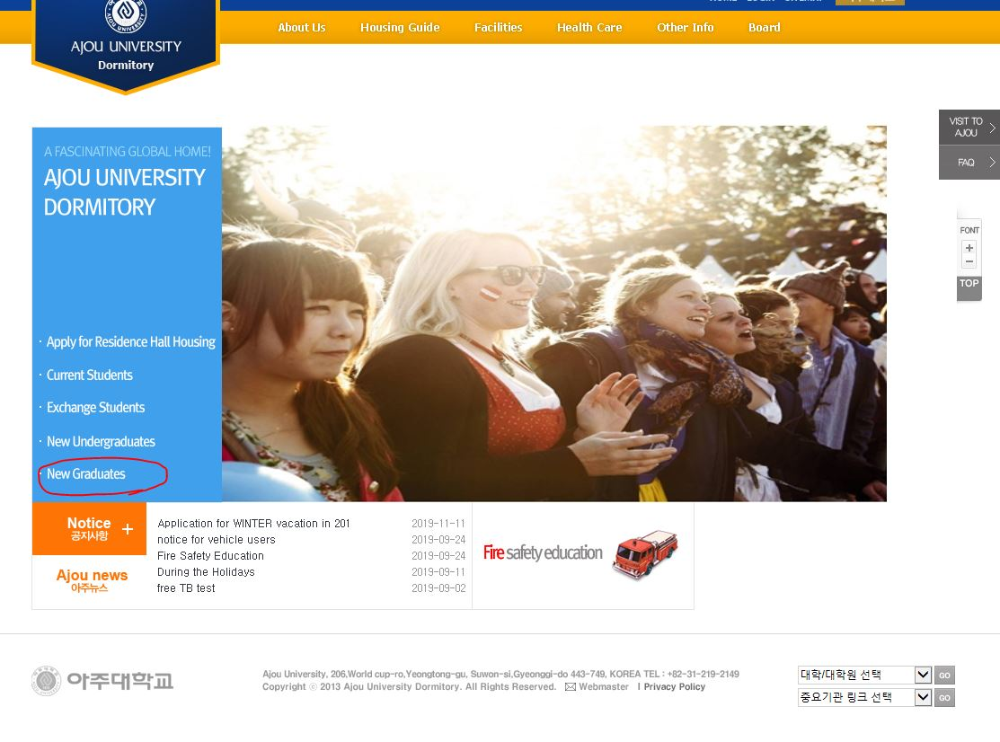 AJOU UNIVERSITY
Dormitory
About Us
Housing Guide
Facilities
Health Care
Other Info
Board
VISIT TO
AJOU
FAQ
FONT
+
-
TOP
A FASCINATING GLOBAL HOME!
AJOU UNIVERSITY
DORMITORY
· Apply for Residence Hall Housing
· Current Students
· Exchange Students
· New Undergraduates
· New Graduates
Notice +
공지사항
Ajou news
아주뉴스
Application for WINTER vacation in 201 2019-11-11
notice for vehicle users 2019-09-24
Fire Safety Education 2019-09-24
During the Holidays 2019-09-11
free TB test 2019-09-02
Fire safety education
아주대학교
Ajou University, 206,World cup-ro,Yeongtong-gu, Suwon-si,Gyeonggi-do 443-749, KOREA TEL : +82-31-219-2149
Copyright ⓒ 2013 Ajou University Dormitory. All Rights Reserved. Webmaster | Privacy Policy
대학/대학원 선택 GO
중요기관 링크 선택 GO